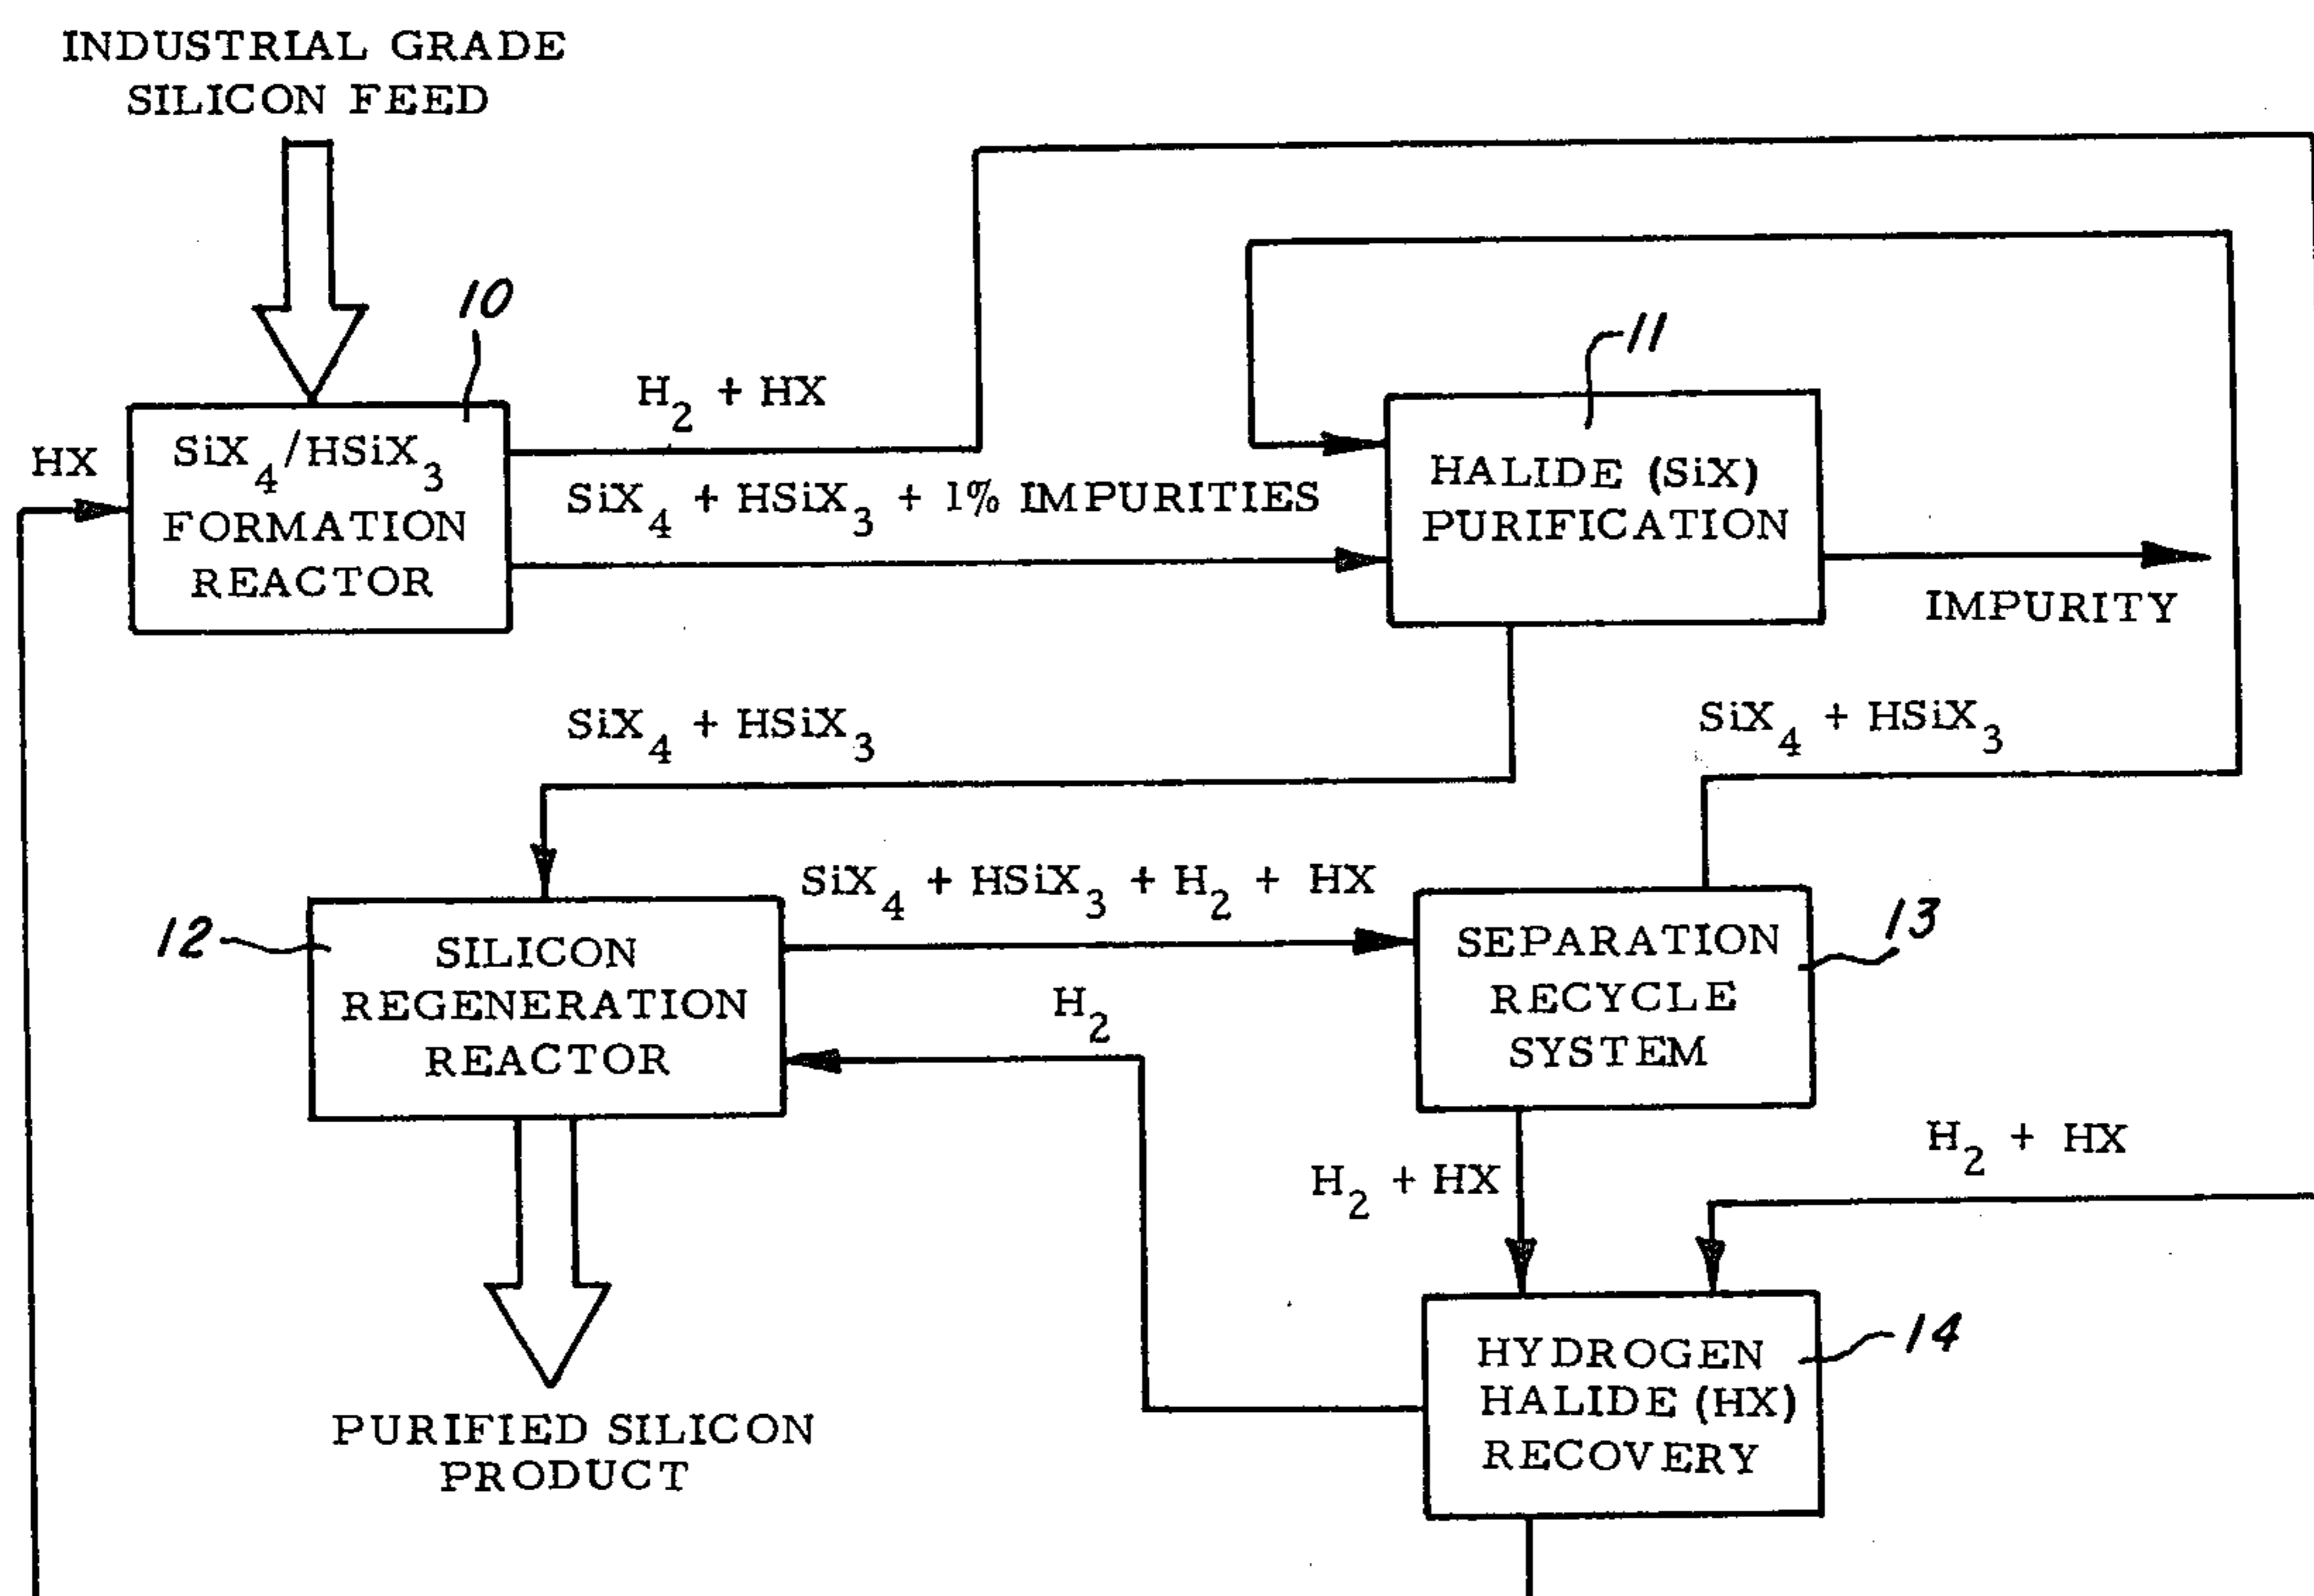 INDUSTRIAL GRADE
SILICON FEED
10
H2 + HX
11
HX
SiX4/HSiX3
FORMATION
REACTOR
SiX4 + HSiX3 + 1% IMPURITIES
HALIDE (SiX)
PURIFICATION
IMPURITY
SiX4 + HSiX3
SiX4 + HSiX3
12
SILICON
REGENERATION
REACTOR
SiX4 + HSiX3 + H2 + HX
SEPARATION
RECYCLE
SYSTEM
13
H2
H2 + HX
H2 + HX
HYDROGEN
HALIDE (HX)
RECOVERY
14
PURIFIED SILICON
PRODUCT